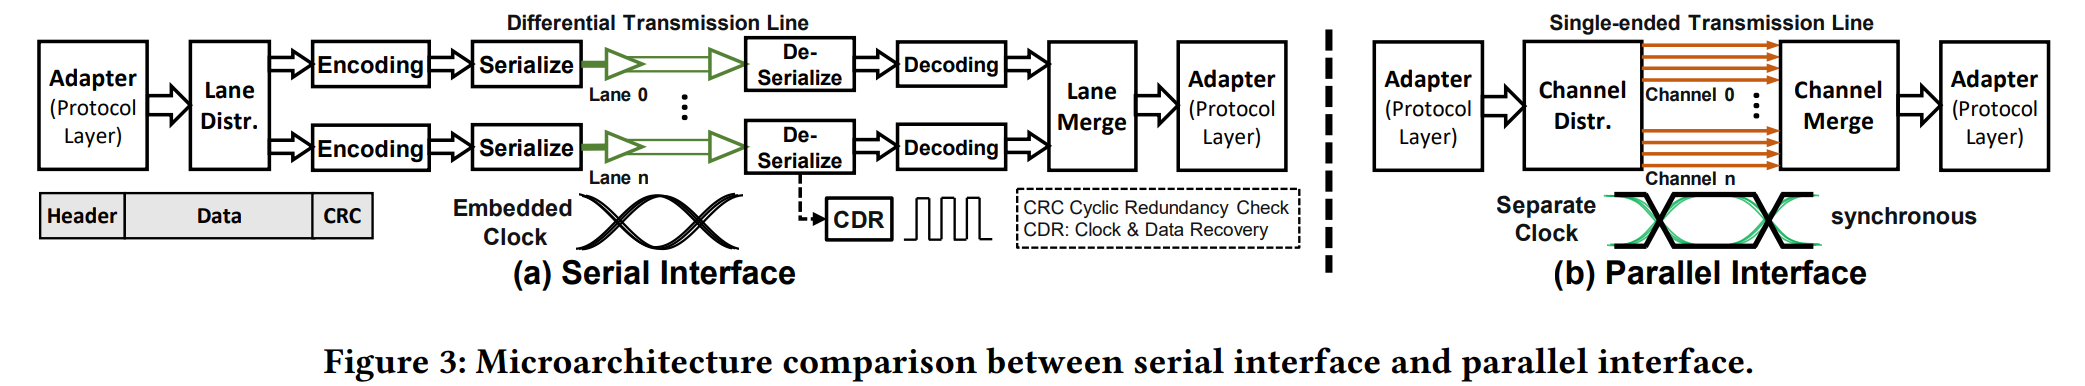 Differential Transmission Line
Adapter
(Protocol
Layer)
Lane
Distr.
Encoding
Serialize
De-
Serialize
Decoding
Lane 0
Encoding
Serialize
De-
Serialize
Decoding
Lane n
Lane
Merge
Adapter
(Protocol
Layer)
Header
Data
CRC
Embedded
Clock
CDR
CRC Cyclic Redundancy Check
CDR: Clock & Data Recovery
(a) Serial Interface
Single-ended Transmission Line
Adapter
(Protocol
Layer)
Channel
Distr.
Channel 0
Channel n
Channel
Merge
Adapter
(Protocol
Layer)
Separate
Clock
synchronous
(b) Parallel Interface
Figure 3: Microarchitecture comparison between serial interface and parallel interface.